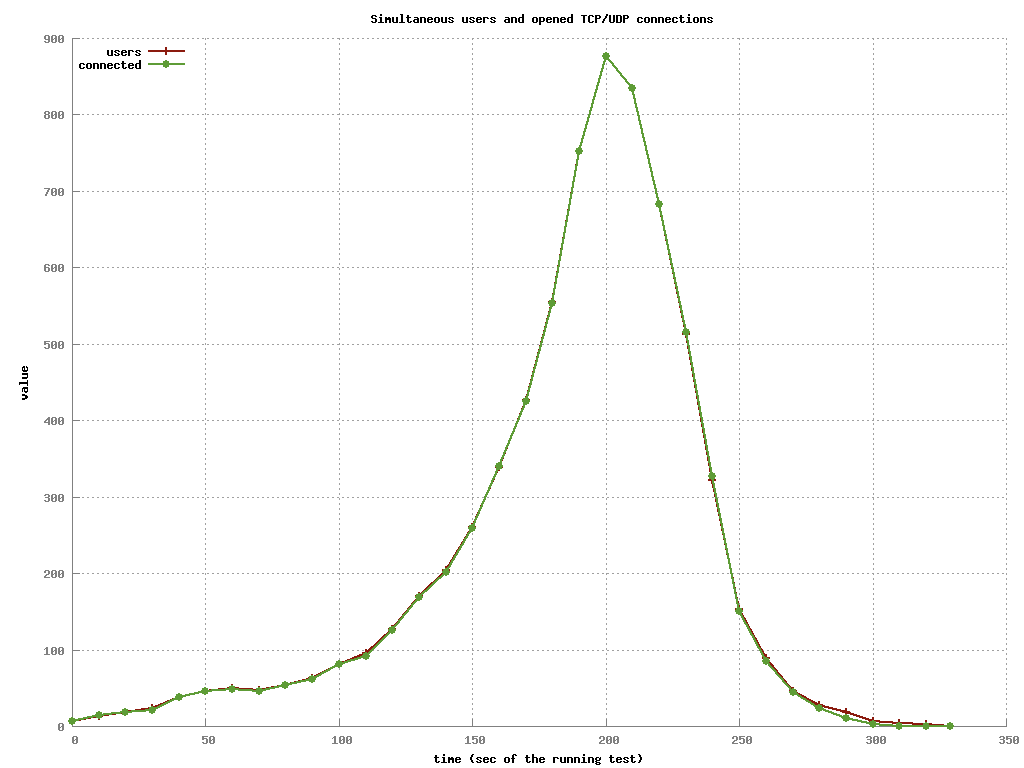 Simultaneous users and opened TCP/UDP connections
users
connected
900
800
700
600
500
400
300
200
100
0
value
0 50 100 150 200 250 300 350
time (sec of the running test)